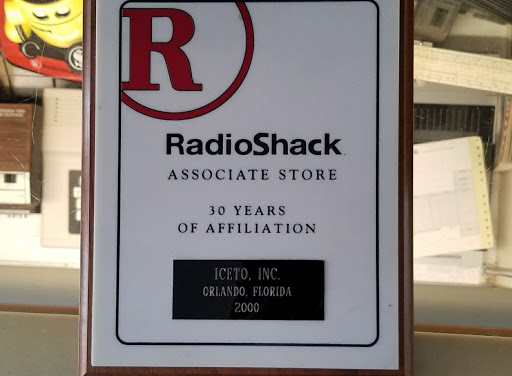 R
RadioShack
ASSOCIATE STORE
30 YEARS
OF AFFILIATION
ICETO, INC.
ORLANDO, FLORIDA
2000